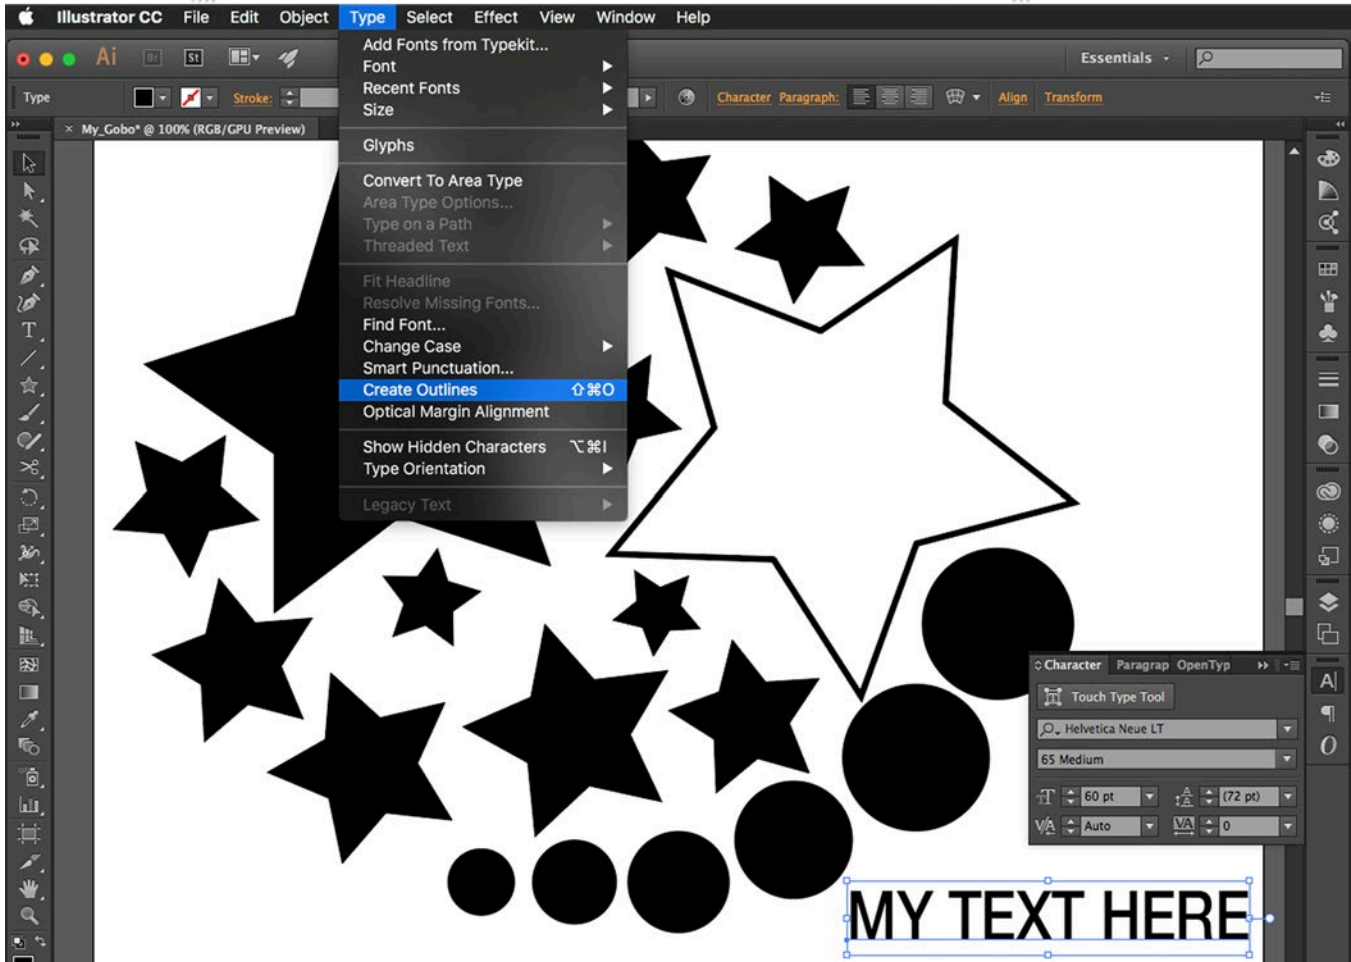 Illustrator CC File Edit Object Type Select Effect View Window Help
Ai Br St Essentials
Type Stroke: Character Paragraph: Align Transform
× My_Gobo* @ 100% (RGB/GPU Preview)
Add Fonts from Typekit...
Font
Recent Fonts
Size
Glyphs
Convert To Area Type
Area Type Options...
Type on a Path
Threaded Text
Fit Headline
Resolve Missing Fonts...
Find Font...
Change Case
Smart Punctuation...
Create Outlines ⇧⌘O
Optical Margin Alignment
Show Hidden Characters ⌥⌘I
Type Orientation
Legacy Text
Character Paragrap OpenTyp
Touch Type Tool
Helvetica Neue LT
65 Medium
60 pt (72 pt)
Auto 0
MY TEXT HERE